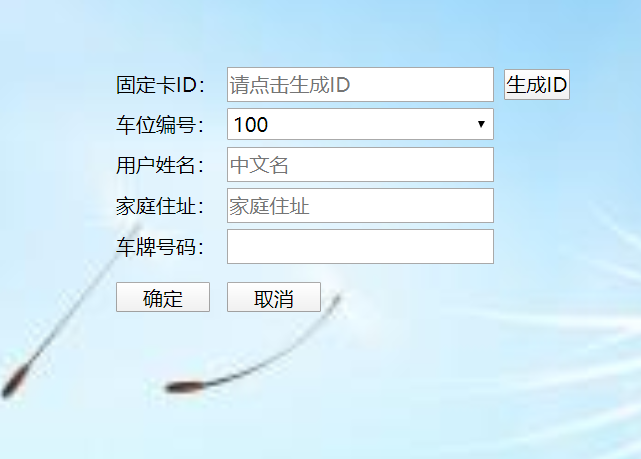 固定卡ID： 请点击生成ID 生成ID
车位编号： 100
用户姓名： 中文名
家庭住址： 家庭住址
车牌号码：
确定 取消